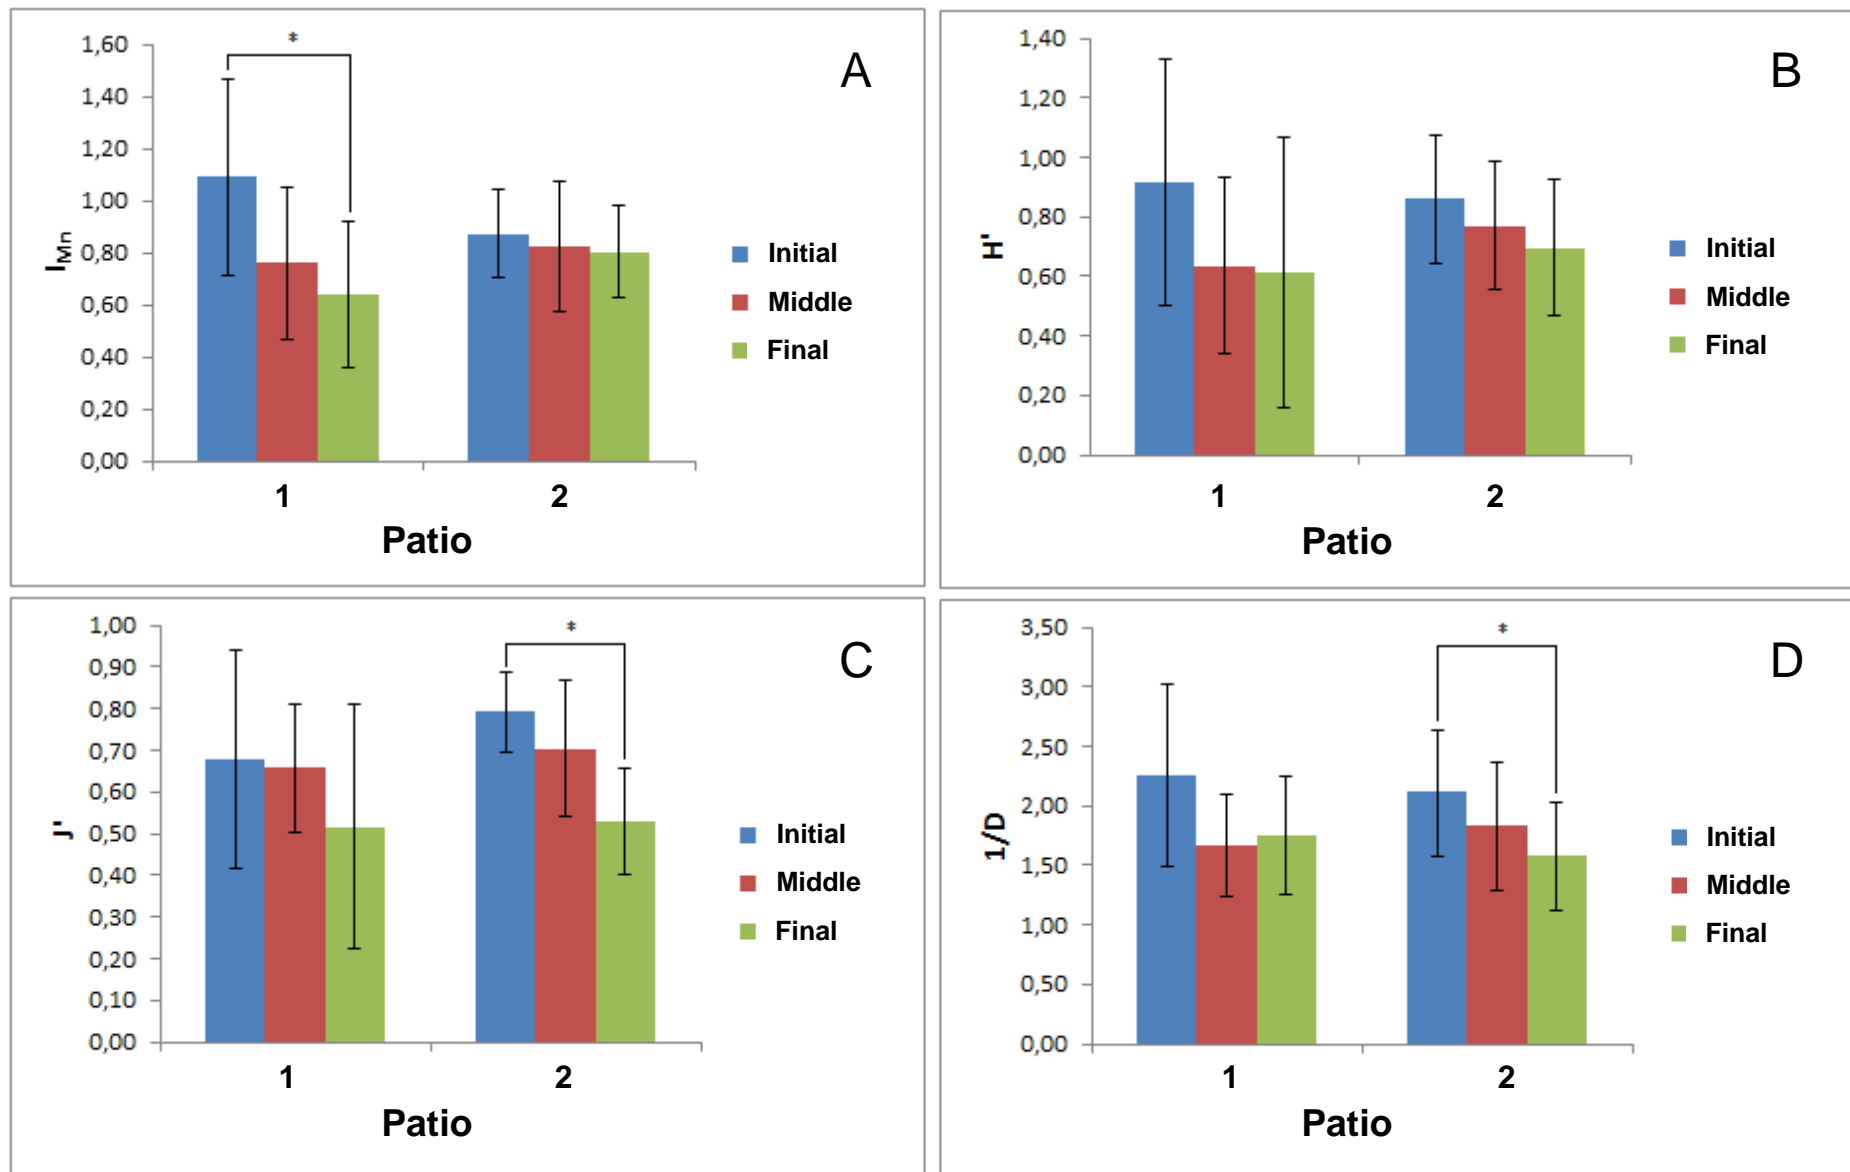 *
A
1,60
1,40
1,20
1,00
0,80
0,60
0,40
0,20
0,00
I_Mn
1
2
Patio
Initial
Middle
Final
B
1,40
1,20
1,00
0,80
0,60
0,40
0,20
0,00
H'
1
2
Patio
Initial
Middle
Final
*
C
1,00
0,90
0,80
0,70
0,60
0,50
0,40
0,30
0,20
0,10
0,00
J'
1
2
Patio
Initial
Middle
Final
*
D
3,50
3,00
2,50
2,00
1,50
1,00
0,50
0,00
1/D
1
2
Patio
Initial
Middle
Final